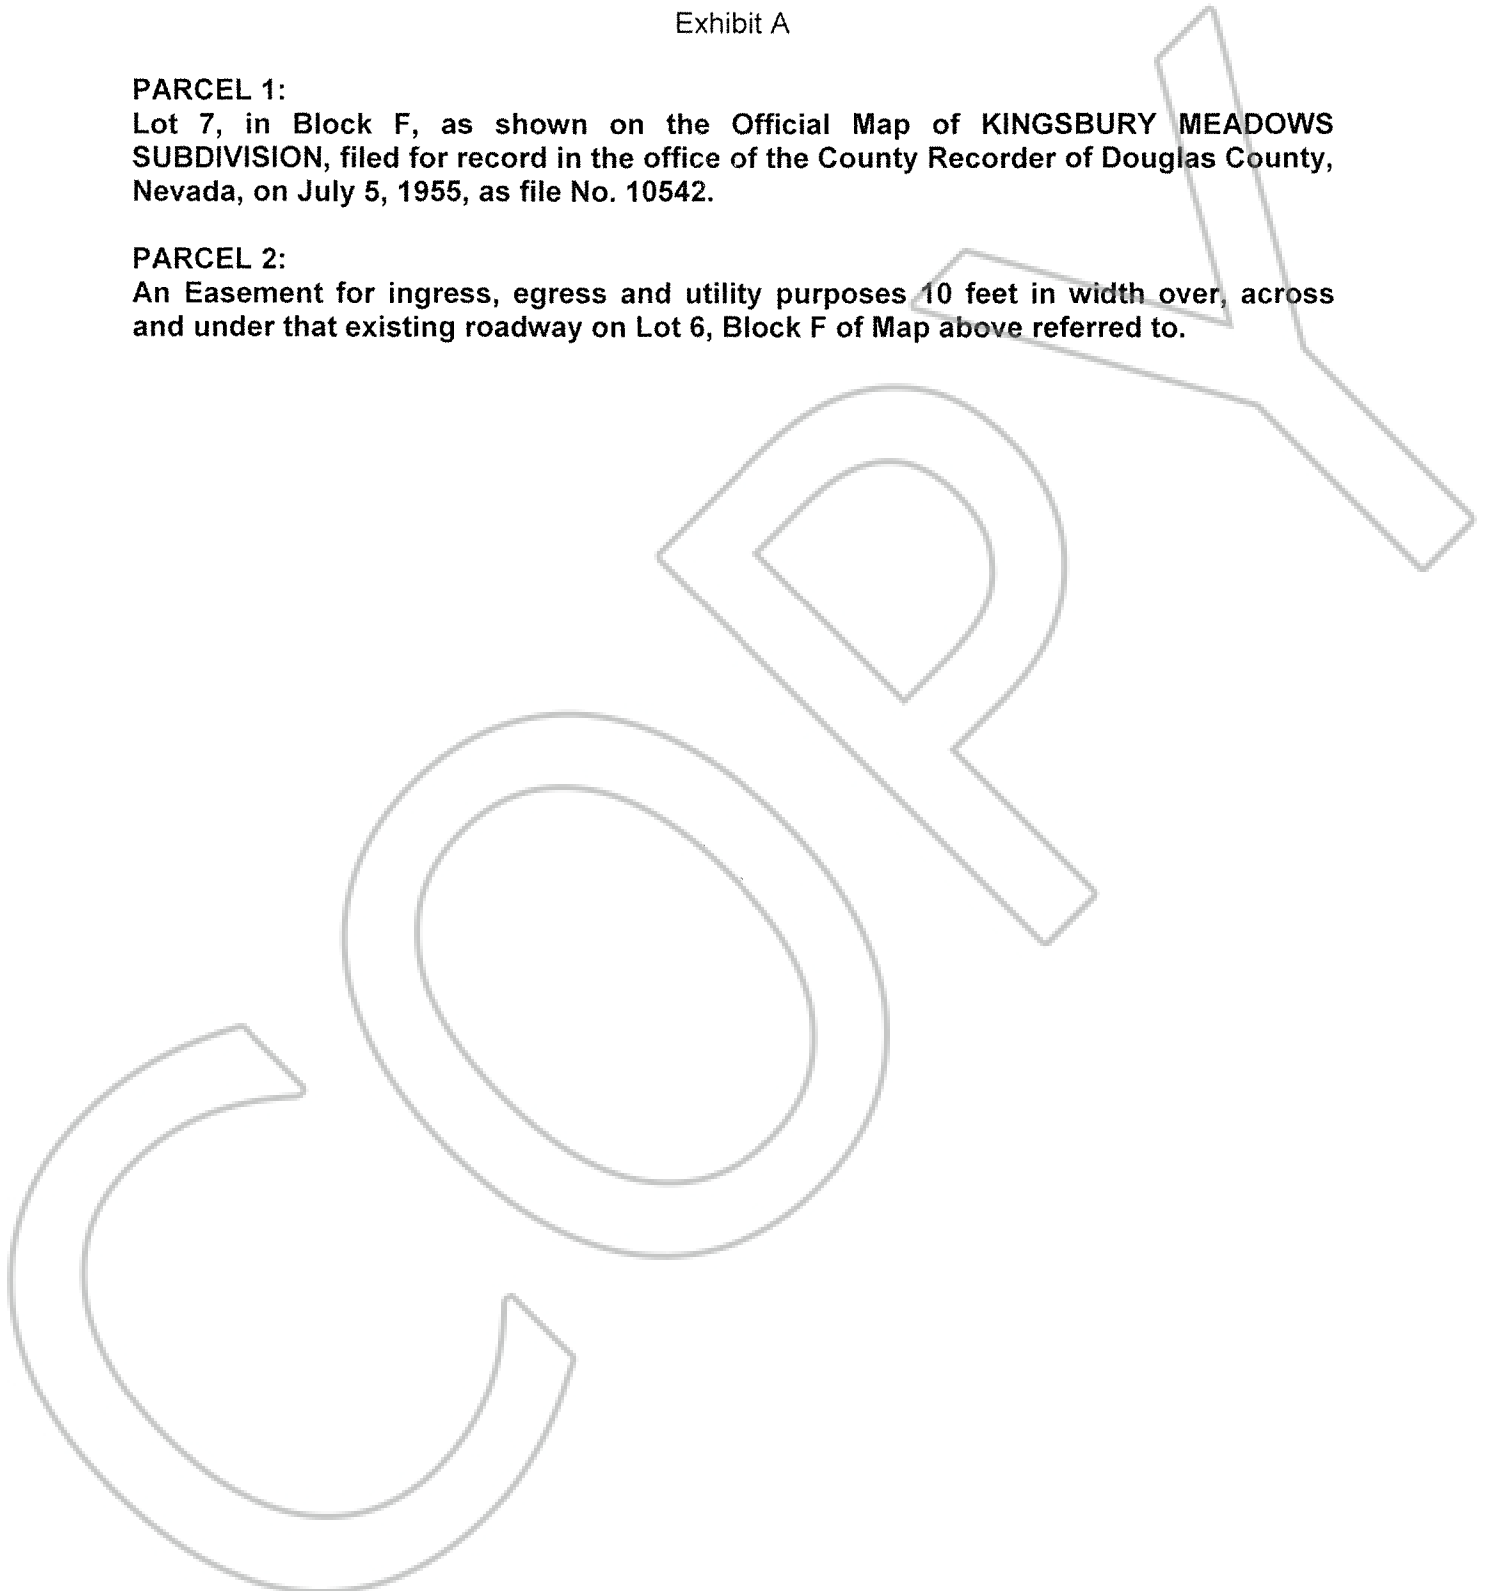 Exhibit A
PARCEL 1:
Lot 7, in Block F, as shown on the Official Map of KINGSBURY MEADOWS
SUBDIVISION, filed for record in the office of the County Recorder of Douglas County,
Nevada, on July 5, 1955, as file No. 10542.
PARCEL 2:
An Easement for ingress, egress and utility purposes 10 feet in width over, across
and under that existing roadway on Lot 6, Block F of Map above referred to.
COPY